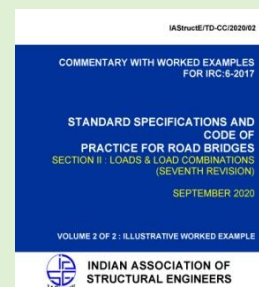 IAStructE/TD-CC/2020/02
COMMENTARY WITH WORKED EXAMPLES
FOR IRC:6-2017
STANDARD SPECIFICATIONS AND
CODE OF
PRACTICE FOR ROAD BRIDGES
SECTION II : LOADS & LOAD COMBINATIONS
(SEVENTH REVISION)
SEPTEMBER 2020
VOLUME 2 OF 2 : ILLUSTRATIVE WORKED EXAMPLE
INDIAN ASSOCIATION OF
STRUCTURAL ENGINEERS